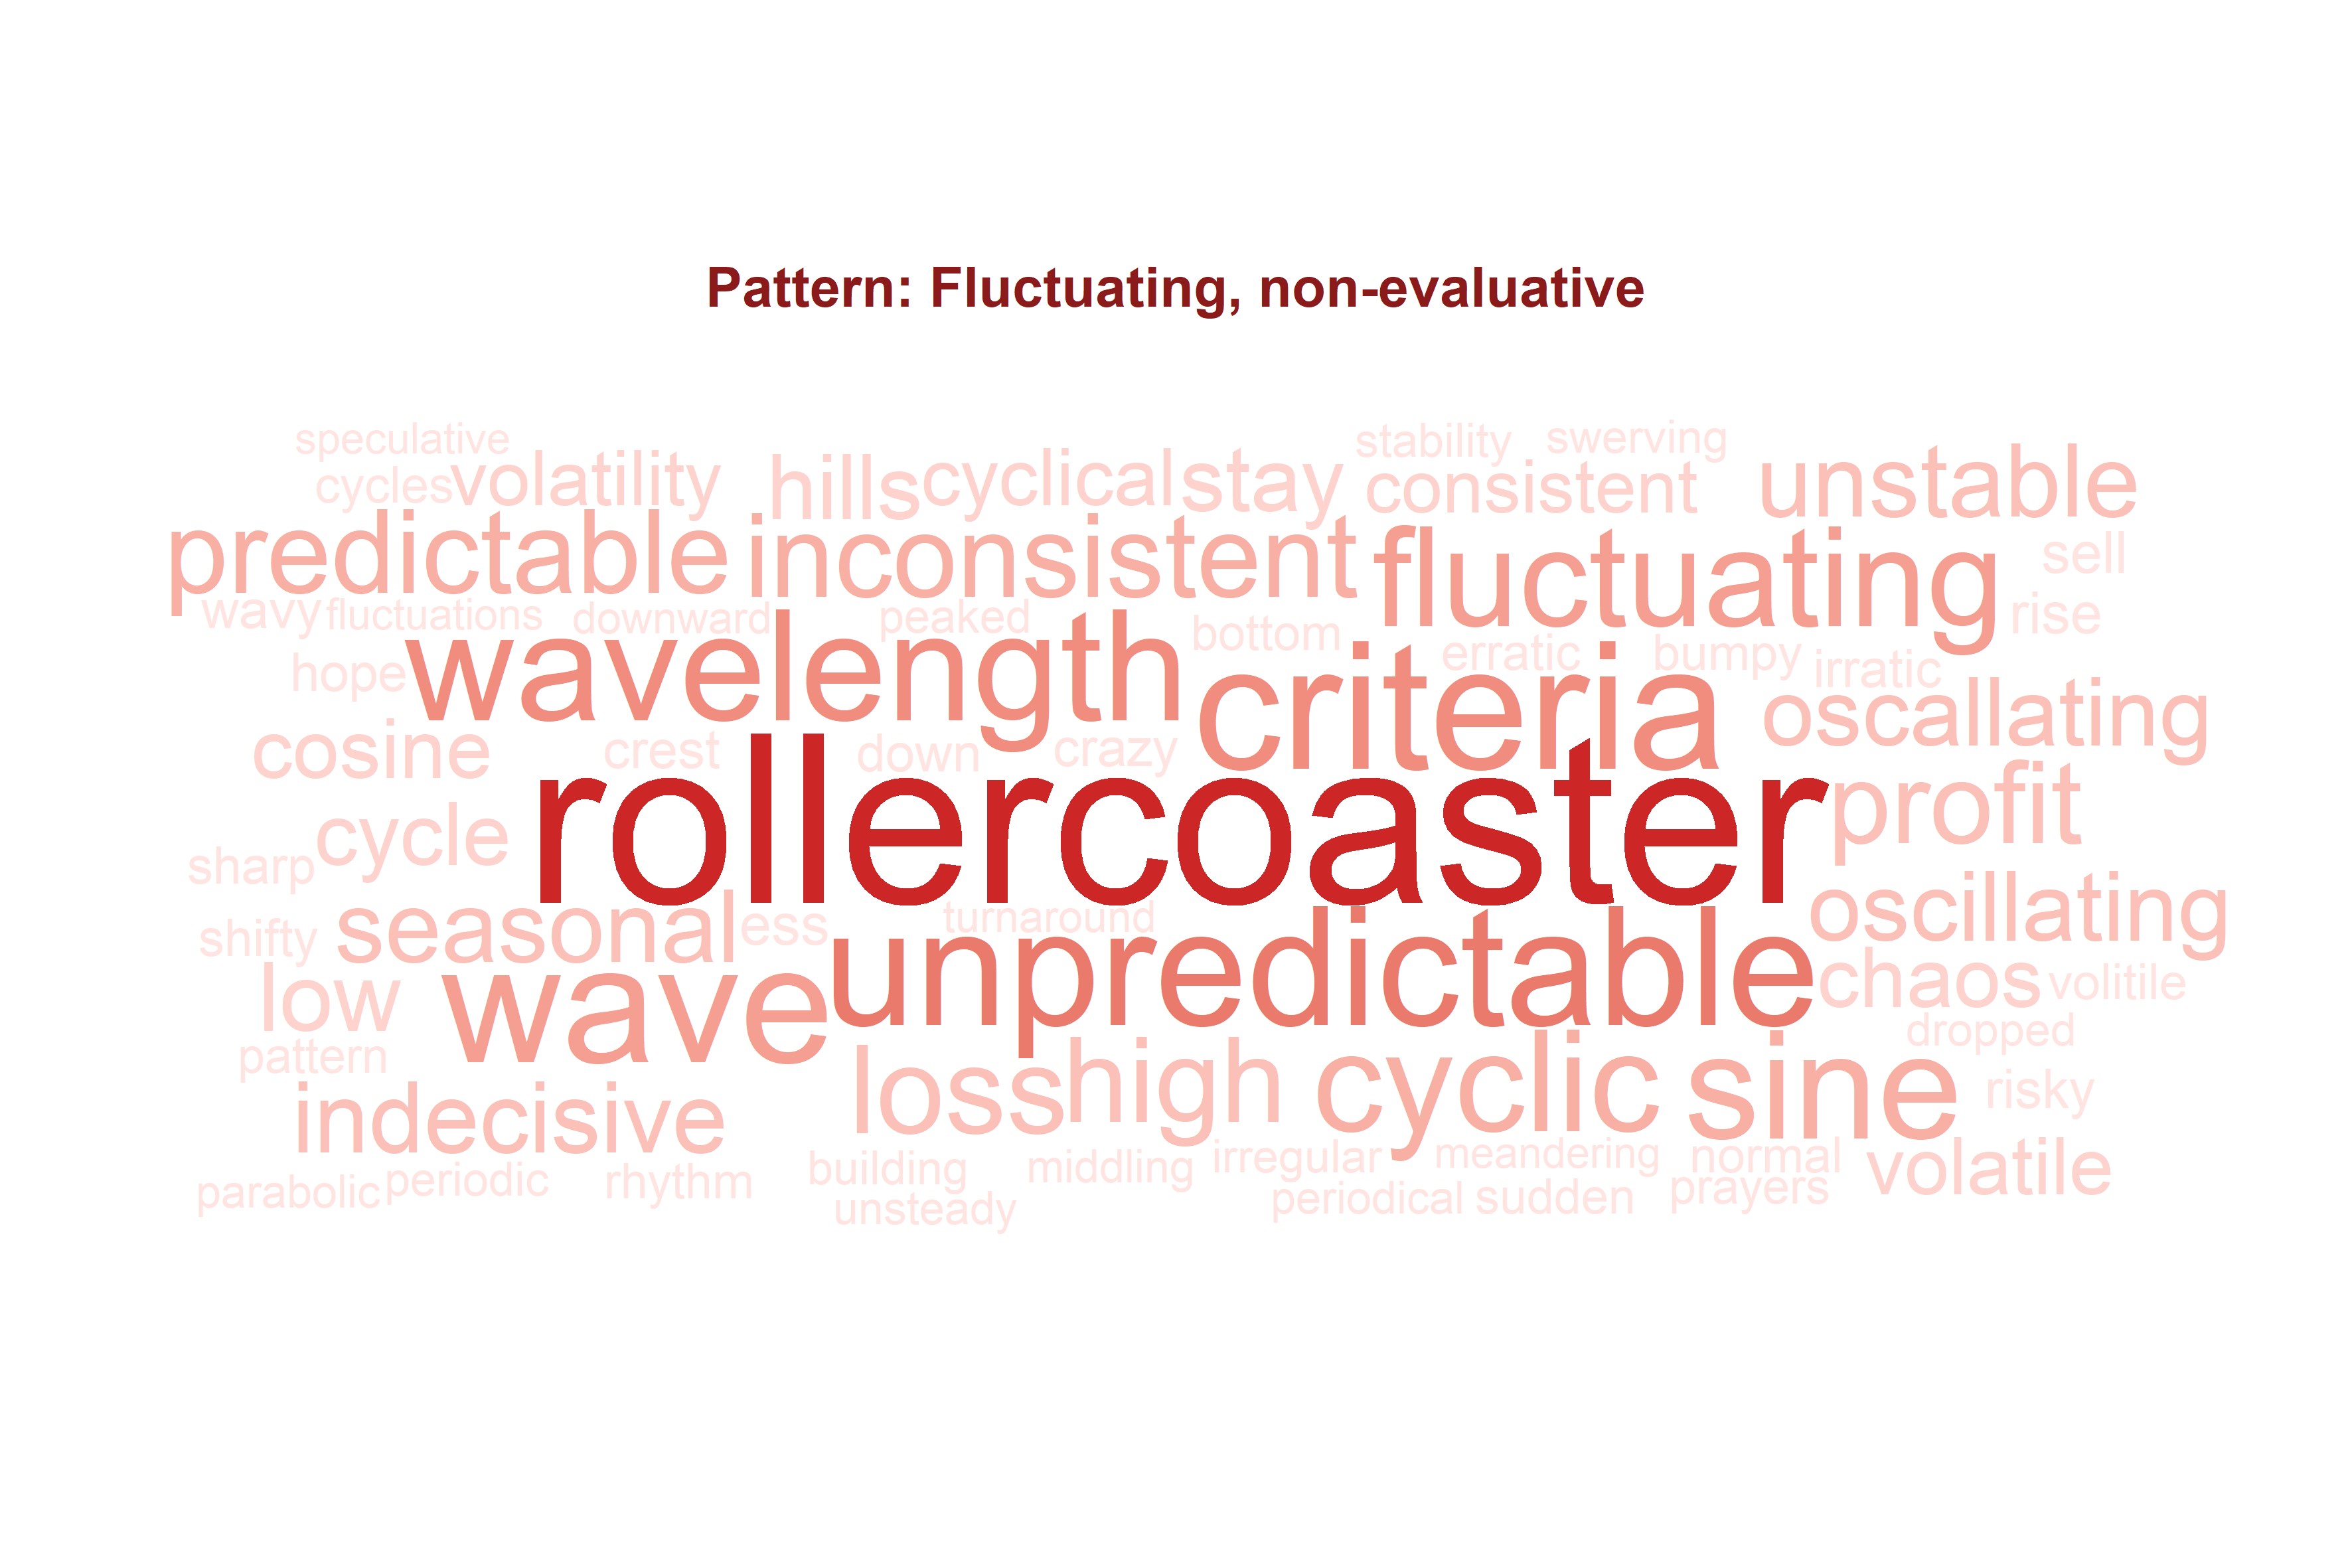 Pattern: Fluctuating, non-evaluative
speculative stability swerving
cycles volatility hills cyclical stay consistent unstable
predictable inconsistent fluctuating sell
wavy fluctuations downward peaked bottom rise
hope wavelength criteria erratic bumpy irratic
cosine crest down crazy oscallating
cycle rollercoaster profit
sharp
shifty seasonal ess turnaround oscillating
low wave unpredictable chaos volitile
pattern dropped
indecisive loss high cyclic sine risky
parabolic periodic rhythm building middling irregular meandering normal volatile
unsteady periodical sudden prayers